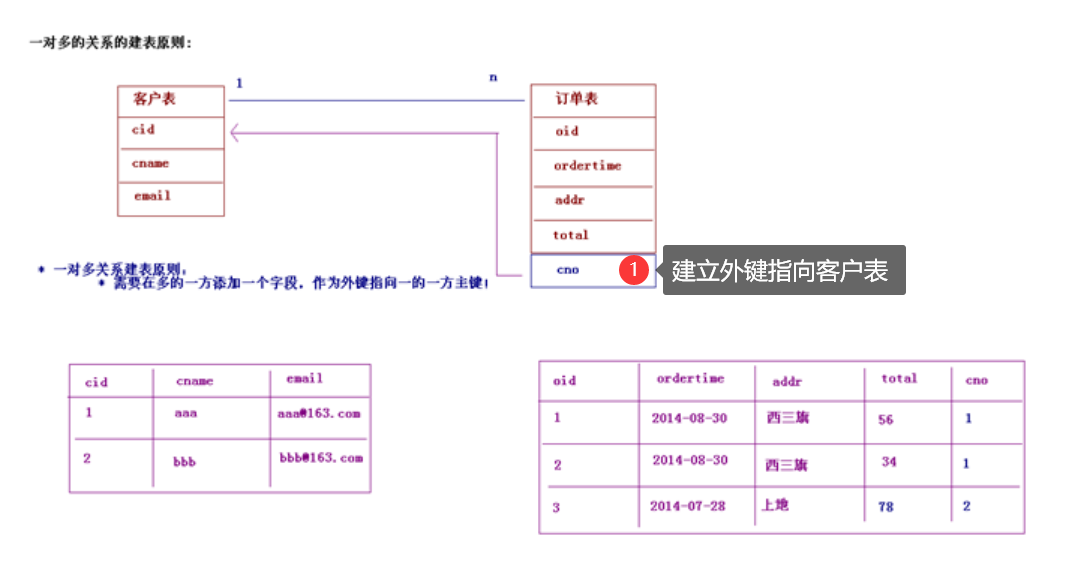 一对多的关系的建表原则：
1
n
客户表
cid
cname
email
订单表
oid
ordertime
addr
total
cno
1 建立外键指向客户表
* 一对多关系建表原则，
* 需要在多的一方添加一个字段，作为外键指向一的一方主键！
cid cname email
1 aaa aaa@163.com
2 bbb bbb@163.com
oid ordertime addr total cno
1 2014-08-30 西三旗 56 1
2 2014-08-30 西三旗 34 1
3 2014-07-28 上地 78 2